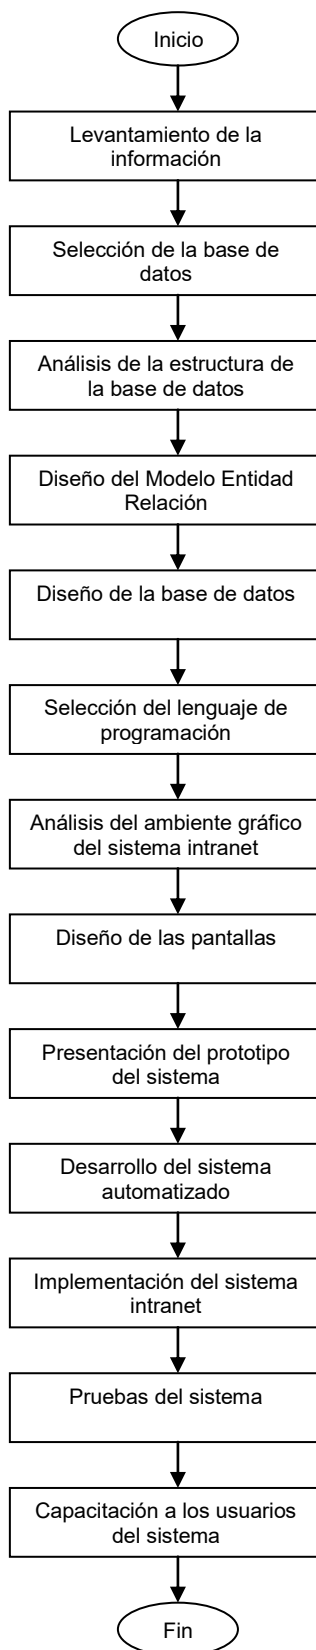 Inicio
Levantamiento de la
información
Selección de la base de
datos
Análisis de la estructura de
la base de datos
Diseño del Modelo Entidad
Relación
Diseño de la base de datos
Selección del lenguaje de
programación
Análisis del ambiente gráfico
del sistema intranet
Diseño de las pantallas
Presentación del prototipo
del sistema
Desarrollo del sistema
automatizado
Implementación del sistema
intranet
Pruebas del sistema
Capacitación a los usuarios
del sistema
Fin